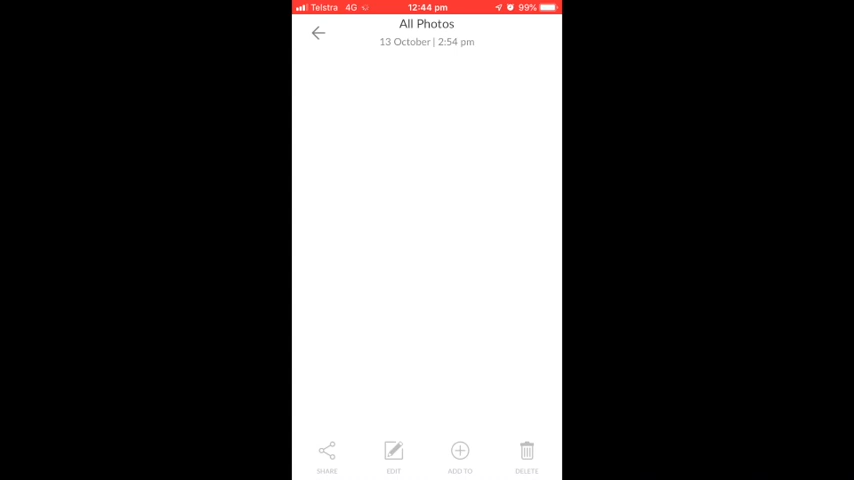 Telstra 4G 12:44 pm 99%
All Photos
13 October | 2:54 pm
SHARE EDIT ADD TO DELETE